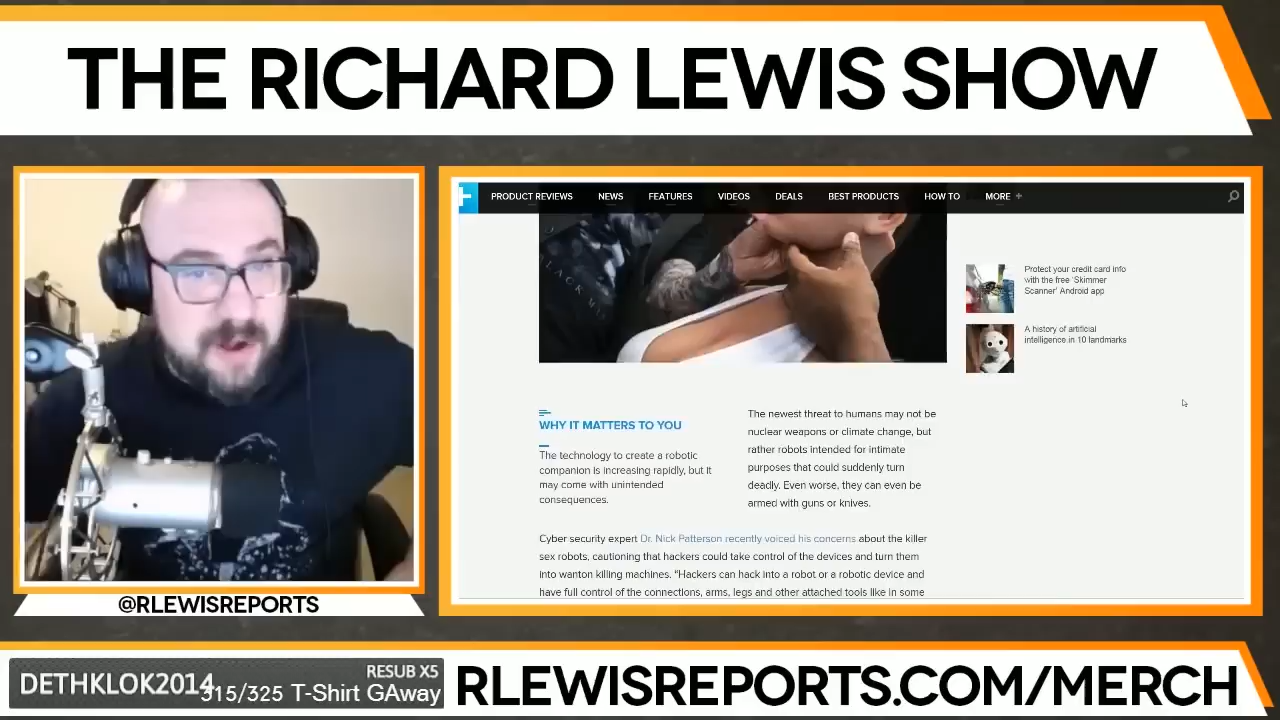 THE RICHARD LEWIS SHOW
PRODUCT REVIEWS NEWS FEATURES VIDEOS DEALS BEST PRODUCTS HOW TO MORE +
BLACK
Protect your credit card info
with the free 'Skimmer
Scanner' Android app
A history of artificial
intelligence in 10 landmarks
WHY IT MATTERS TO YOU
The technology to create a robotic
companion is increasing rapidly, but it
may come with unintended
consequences.
The newest threat to humans may not be
nuclear weapons or climate change, but
rather robots intended for intimate
purposes that could suddenly turn
deadly. Even worse, they can even be
armed with guns or knives.
Cyber security expert Dr. Nick Patterson recently voiced his concerns about the killer
sex robots, cautioning that hackers could take control of the devices and turn them
into wanton killing machines. "Hackers can hack into a robot or a robotic device and
have full control of the connections, arms, legs and other attached tools like in some
@RLEWISREPORTS
DETHKLOK2014
RESUB X5
315/325 T-Shirt GAway
RLEWISREPORTS.COM/MERCH